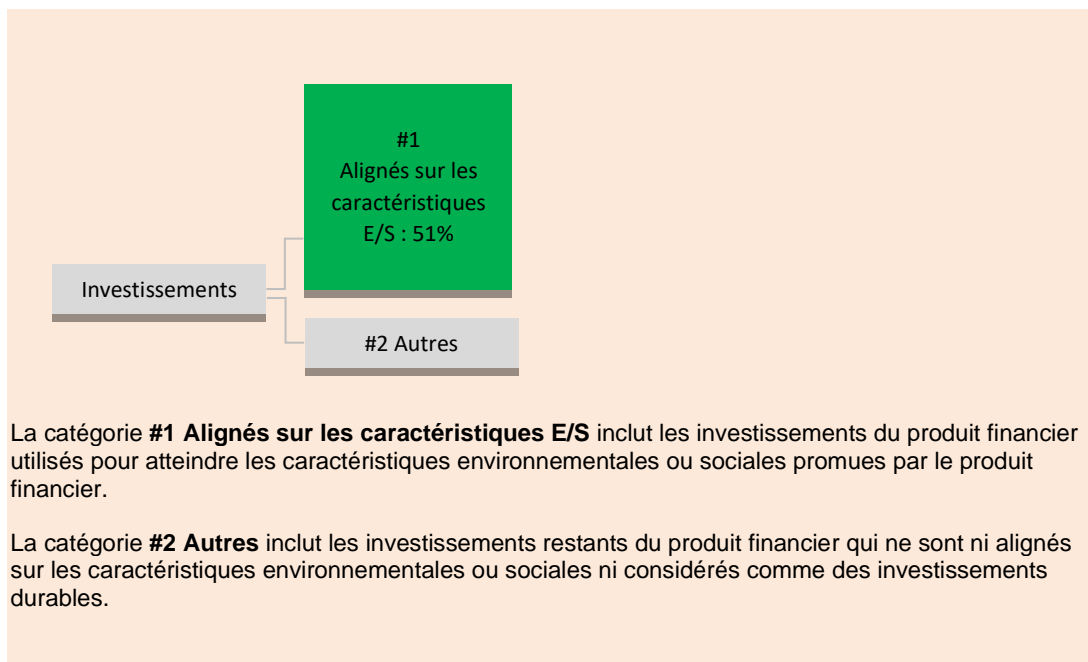 #1
Alignés sur les
caractéristiques
E/S : 51%
Investissements
#2 Autres
La catégorie #1 Alignés sur les caractéristiques E/S inclut les investissements du produit financier
utilisés pour atteindre les caractéristiques environnementales ou sociales promues par le produit
financier.
La catégorie #2 Autres inclut les investissements restants du produit financier qui ne sont ni alignés
sur les caractéristiques environnementales ou sociales ni considérés comme des investissements
durables.